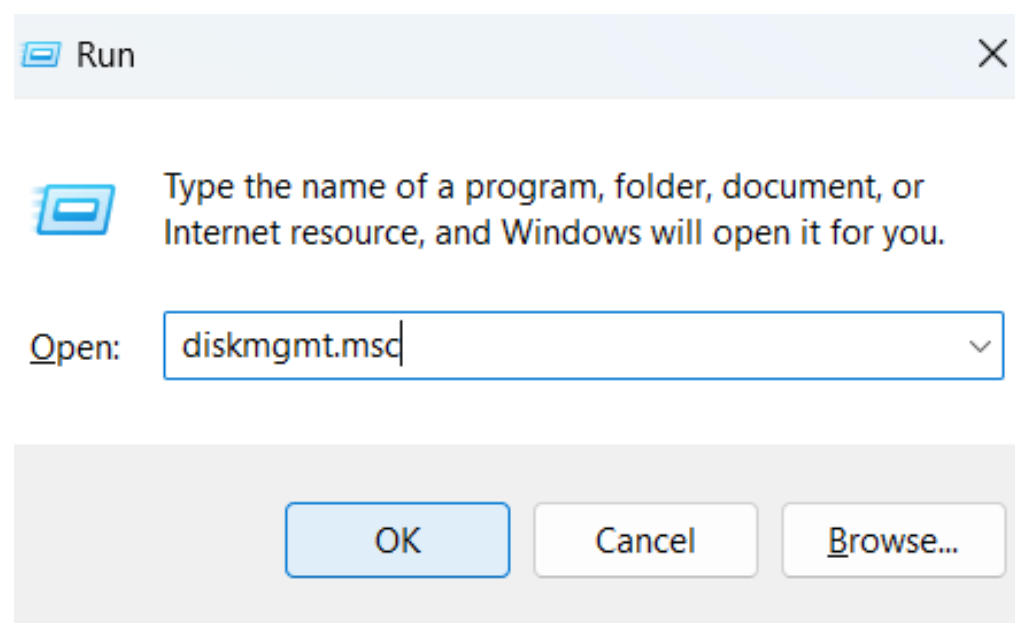 Run
Type the name of a program, folder, document, or
Internet resource, and Windows will open it for you.
Open: diskmgmt.msc
OK Cancel Browse...